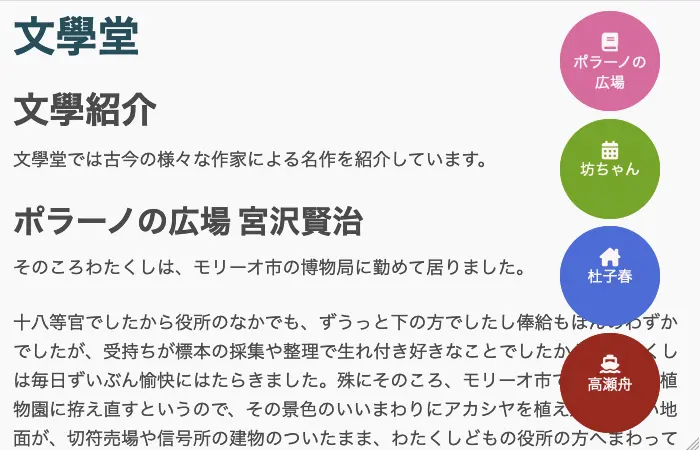 文學堂
文學紹介
文學堂では古今の様々な作家による名作を紹介しています。
ポラーノの広場 宮沢賢治
そのころわたくしは、モリーオ市の博物局に勤めて居りました。
十八等官でしたから役所のなかでも、ずうっと下の方でしたし俸給もほんのわずか
でしたが、受持ちが標本の採集や整理で生れ付き好きなことでしたか くし
は毎日ずいぶん愉快にはたらきました。殊にそのころ、モリーオ市で 植
物園に拵え直すというので、その景色のいいまわりにアカシヤを植え い地
面が、切符売場や信号所の建物のついたまま、わたくしどもの役所の方へまわって
ポラーノの
広場
坊ちゃん
杜子春
高瀬舟